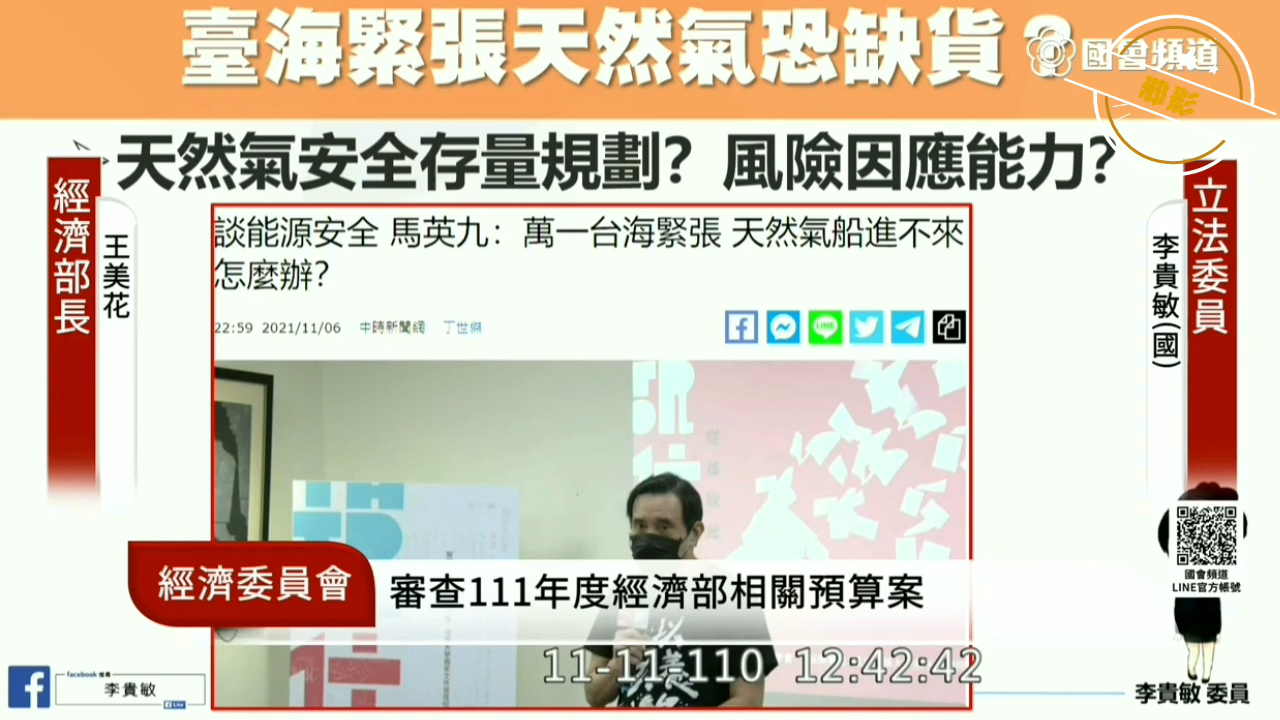 臺海緊張天然氣恐缺貨?
國會頻道
鄒影
天然氣安全存量規劃? 風險因應能力?
經濟部長
王美花
立法委員
李貴敏(國)
談能源安全 馬英九：萬一台海緊張 天然氣船進不來
怎麼辦?
22:59 2021/11/06 中時新聞網 丁世傑
LINE
經濟委員會
審查111年度經濟部相關預算案
11-11-110 12:42:42
國會頻道
LINE官方帳號
facebook 搜尋
李貴敏
李貴敏 委員